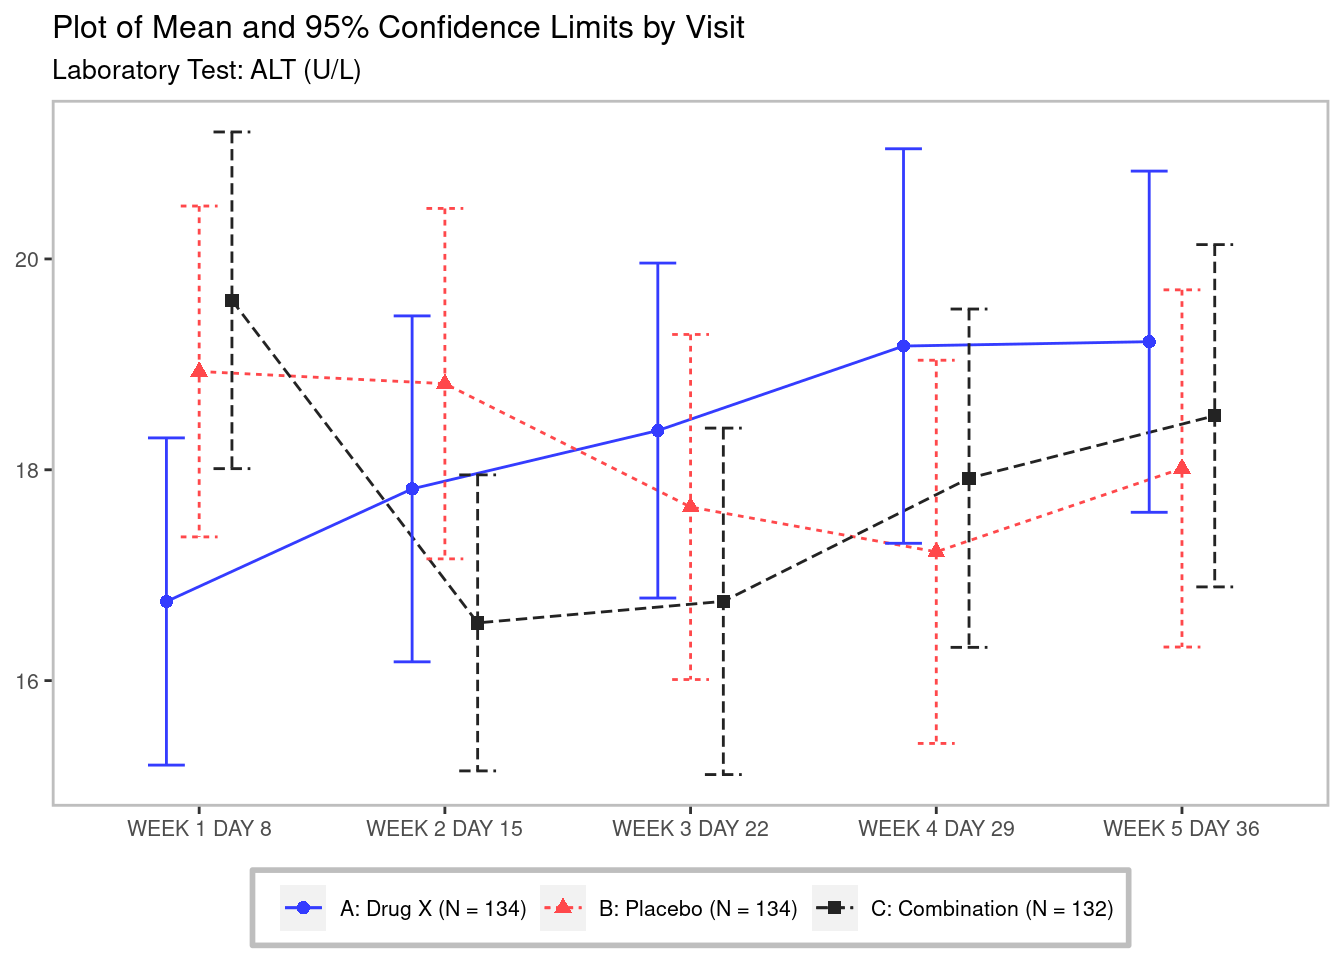 Plot of Mean and 95% Confidence Limits by Visit
Laboratory Test: ALT (U/L)
20
18
16
WEEK 1 DAY 8 WEEK 2 DAY 15 WEEK 3 DAY 22 WEEK 4 DAY 29 WEEK 5 DAY 36
A: Drug X (N = 134) B: Placebo (N = 134) C: Combination (N = 132)